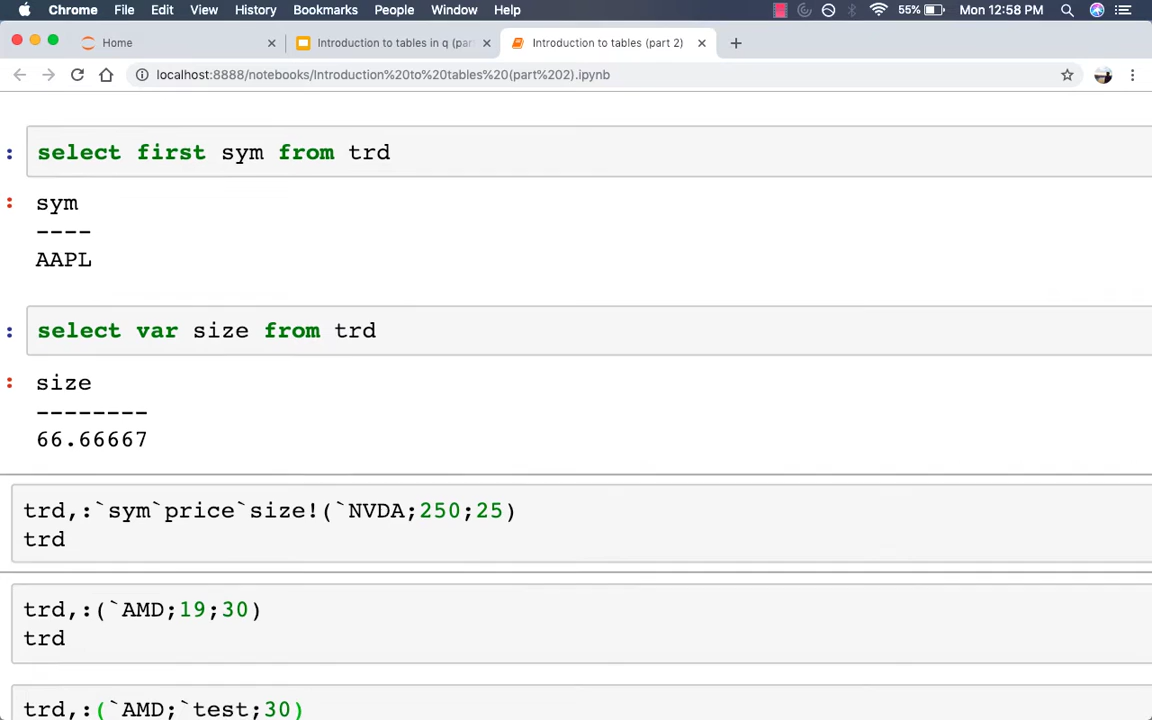 Chrome File Edit View History Bookmarks People Window Help 55% Mon 12:58 PM
Home Introduction to tables in q (par Introduction to tables (part 2)
localhost:8888/notebooks/Introduction%20to%20tables%20(part%202).ipynb
: select first sym from trd
: sym
----
AAPL
: select var size from trd
: size
--------
66.66667
trd,:`sym`price`size!(`NVDA;250;25)
trd
trd,:(`AMD;19;30)
trd
trd,:(`AMD;`test;30)